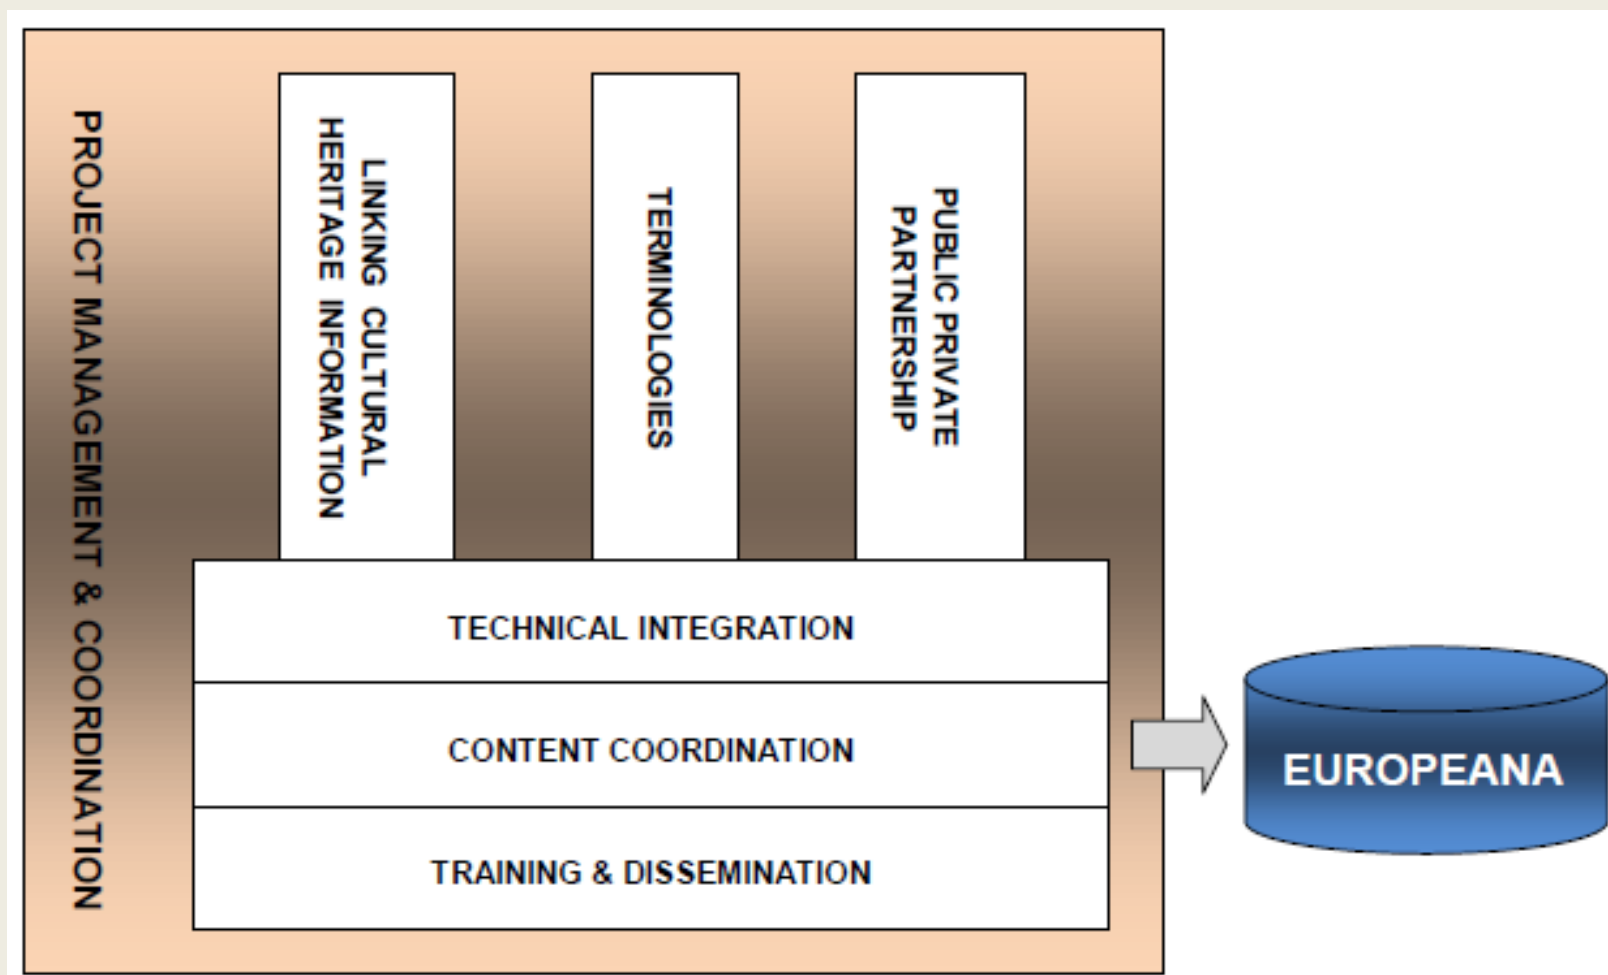 PROJECT MANAGEMENT & COORDINATION
LINKING CULTURAL
HERITAGE INFORMATION
TERMINOLOGIES
PUBLIC PRIVATE
PARTNERSHIP
TECHNICAL INTEGRATION
CONTENT COORDINATION
TRAINING & DISSEMINATION
EUROPEANA